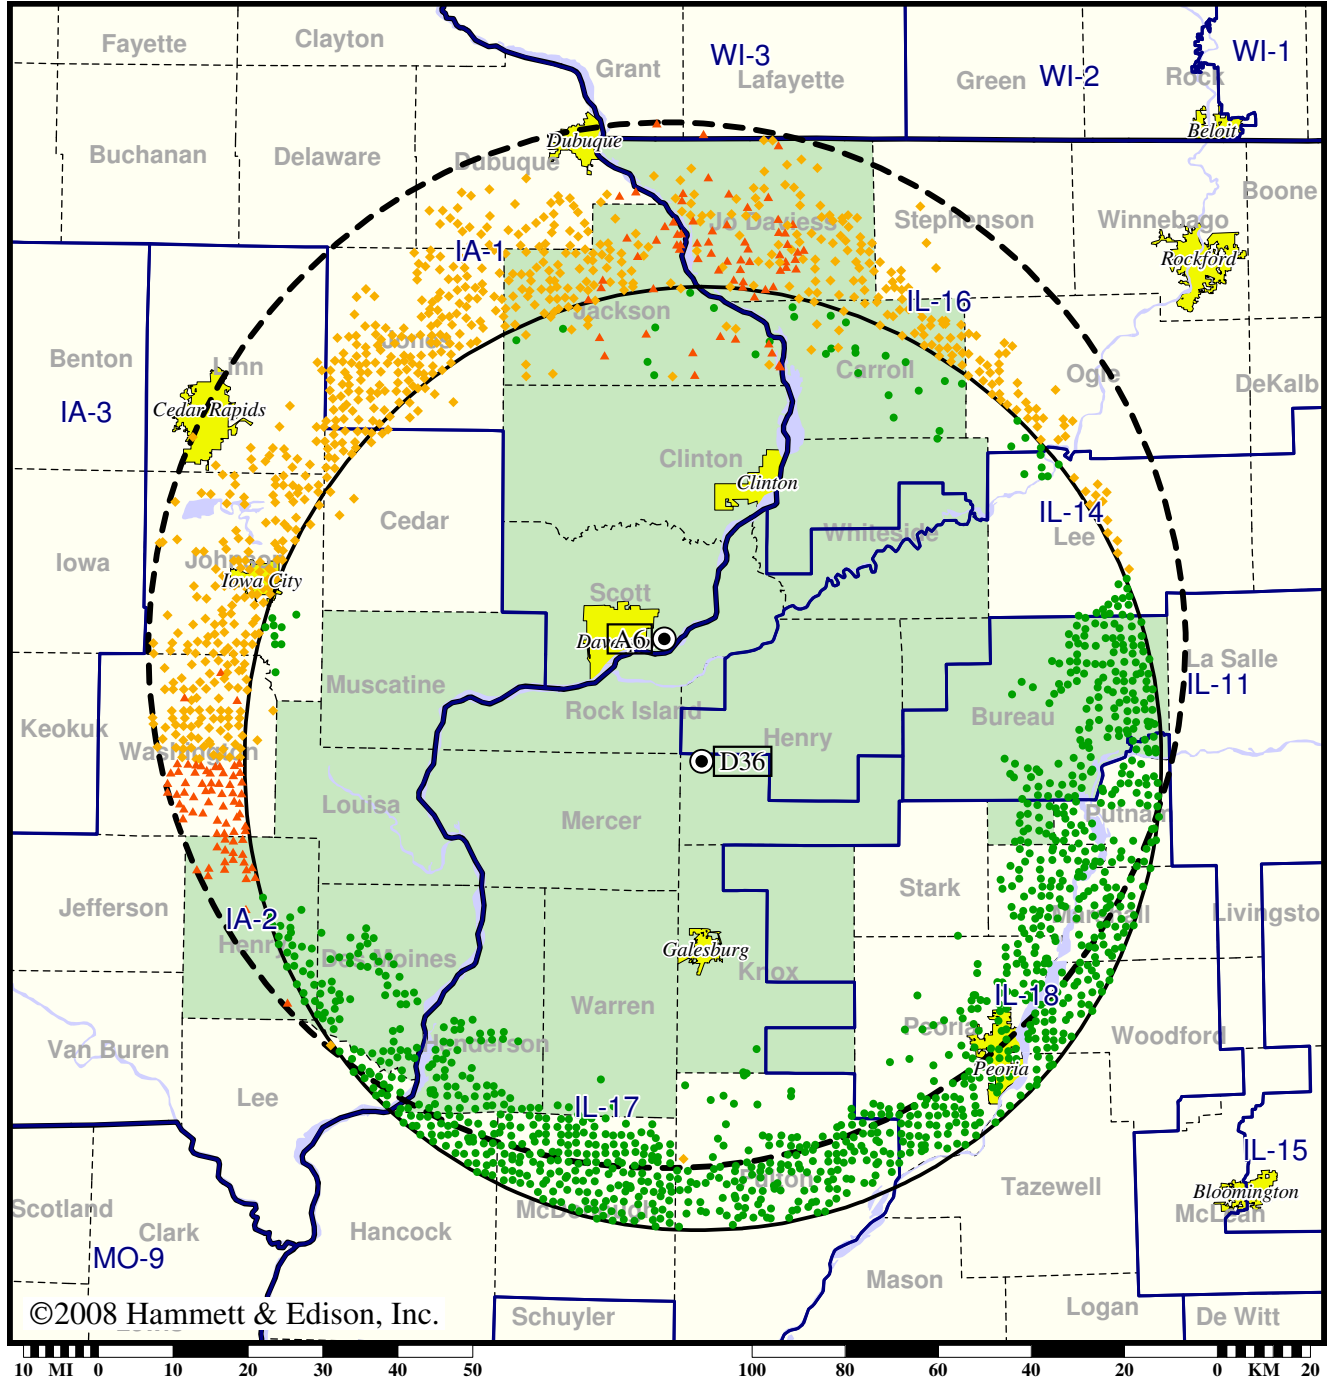 Fayette
Clayton
Grant
WI-3
Lafayette
Green
WI-2
Rock
WI-1
Beloit
Buchanan
Delaware
Dubuque
Dubuque
Boone
Jo Daviess
Stephenson
Winnebago
Rockford
IA-1
IL-16
Jackson
Benton
Linn
Jones
Carroll
Ogle
DeKalb
IA-3
Cedar Rapids
Clinton
Clinton
Cedar
Whiteside
IL-14
Lee
Iowa
Johnson
Iowa City
Scott
A6
La Salle
IL-11
Muscatine
Rock Island
Bureau
Keokuk
Washington
Henry
D36
Louisa
Mercer
Putnam
Stark
Jefferson
IA-2
Henry
Des Moines
Marshall
Livingsto
Galesburg
Knox
Warren
IL-18
Peoria
Peoria
Woodford
Van Buren
Henderson
Lee
IL-17
IL-15
Fulton
Tazewell
Bloomington
McLean
Scotland
Clark
Hancock
MO-9
Mason
Logan
De Witt
Schuyler
©2008 Hammett & Edison, Inc.
10 MI 0 10 20 30 40 50 100 80 60 40 20 0 KM 20